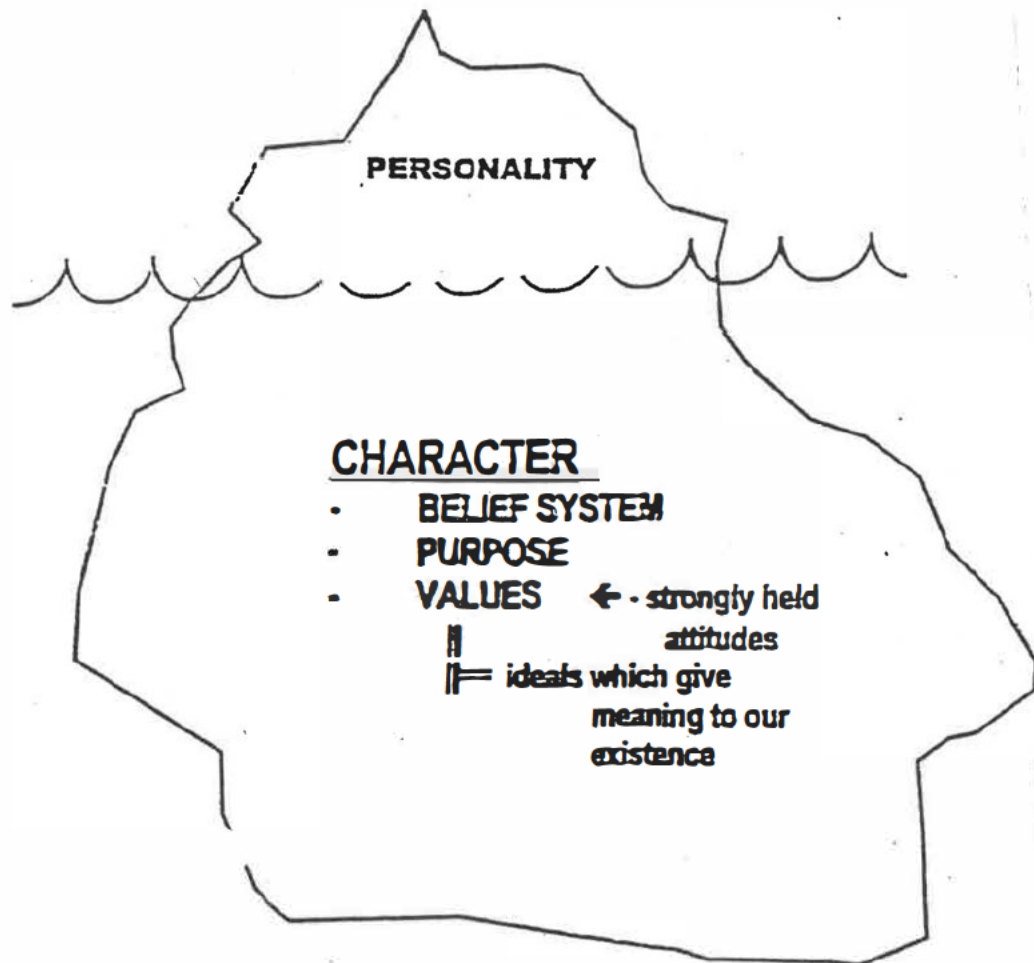 PERSONALITY
CHARACTER
- BELIEF SYSTEM
- PURPOSE
- VALUES ← - strongly held
attitudes
ideals which give
meaning to our
existence